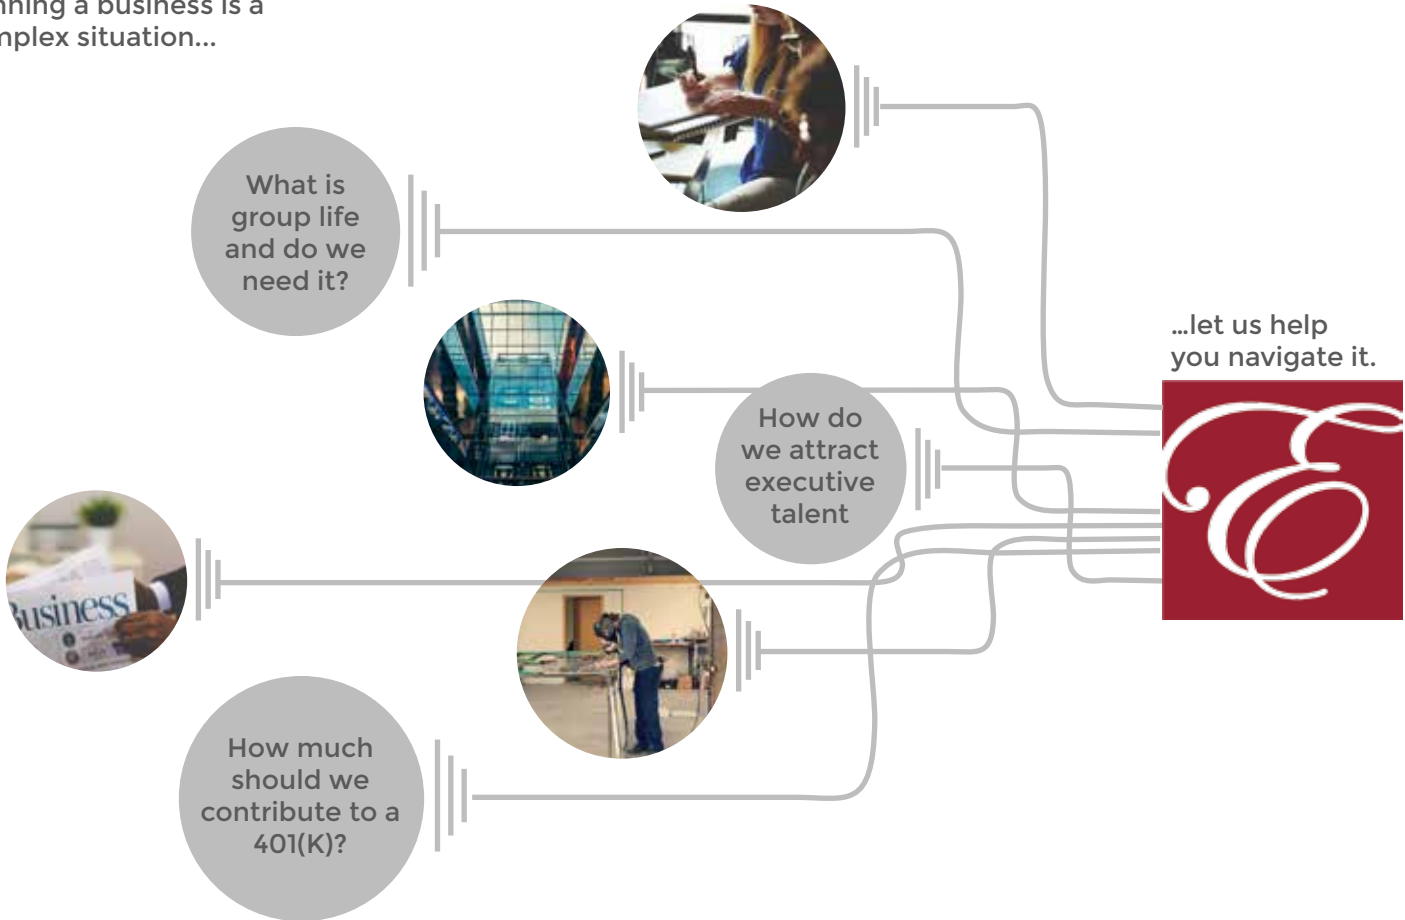 nning a business is a
mplex situation...
What is
group life
and do we
need it?
...let us help
you navigate it.
How do
we attract
executive
talent
Business
How much
should we
contribute to a
401(K)?
E